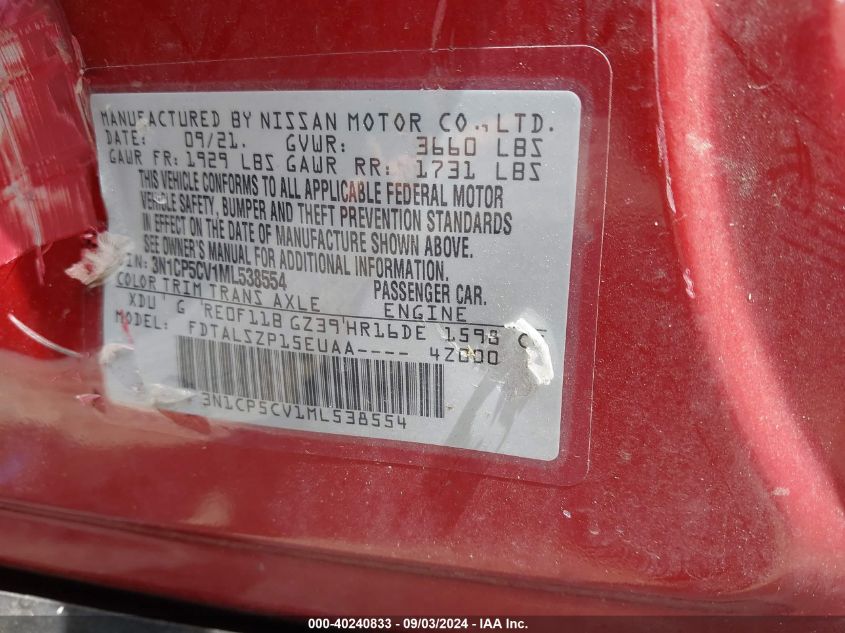 MANUFACTURED BY NISSAN MOTOR CO., LTD.
DATE: 09/21. GVWR: 3660 LBS
GAWR FR: 1929 LBS GAWR RR: 1731 LBS
THIS VEHICLE CONFORMS TO ALL APPLICABLE FEDERAL MOTOR
VEHICLE SAFETY, BUMPER AND THEFT PREVENTION STANDARDS
IN EFFECT ON THE DATE OF MANUFACTURE SHOWN ABOVE.
SEE OWNER'S MANUAL FOR ADDITIONAL INFORMATION.
IN: 3N1CP5CV1ML538554 PASSENGER CAR.
COLOR TRIM TRANS AXLE ENGINE
XDU G RE0F11B GZ39 HR16DE 1598 C
MODEL: FDTALSZP15EUAA---- 4Z000
3N1CP5CV1ML538554
000-40240833 - 09/03/2024 - IAA Inc.